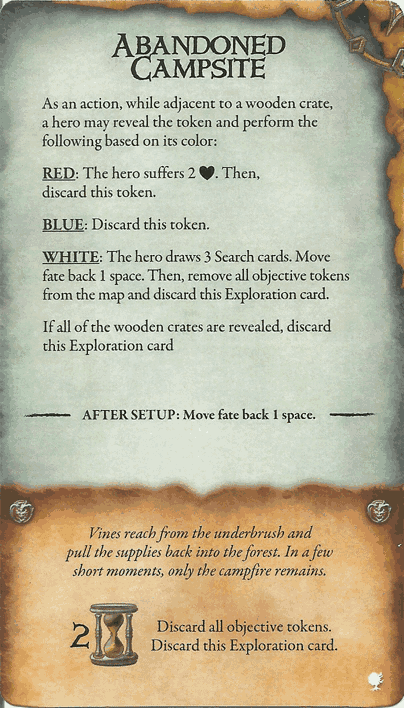 ABANDONED
CAMPSITE
As an action, while adjacent to a wooden crate,
a hero may reveal the token and perform the
following based on its color:
RED: The hero suffers 2 ♥. Then,
discard this token.
BLUE: Discard this token.
WHITE: The hero draws 3 Search cards. Move
fate back 1 space. Then, remove all objective tokens
from the map and discard this Exploration card.
If all of the wooden crates are revealed, discard
this Exploration card
AFTER SETUP: Move fate back 1 space.
Vines reach from the underbrush and
pull the supplies back into the forest. In a few
short moments, only the campfire remains.
2
Discard all objective tokens.
Discard this Exploration card.